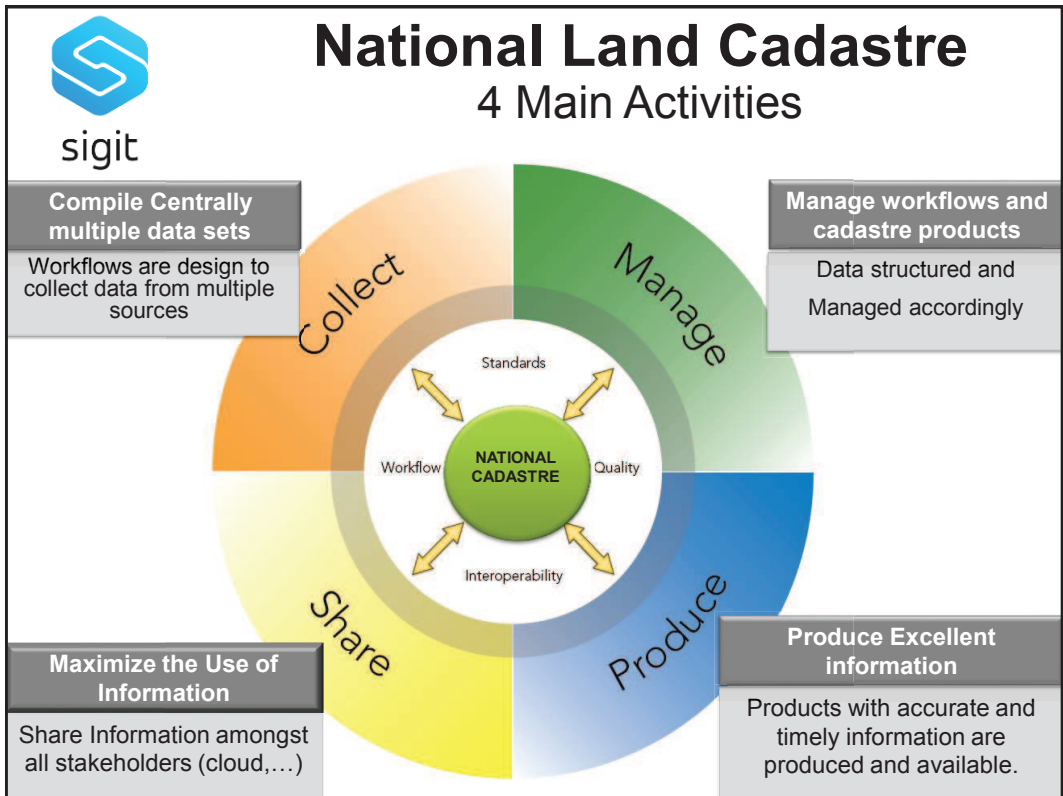 National Land Cadastre
4 Main Activities
sigit
Compile Centrally
multiple data sets
Workflows are design to
collect data from multiple
sources
Manage workflows and
cadastre products
Data structured and
Managed accordingly
Collect
Manage
Standards
Workflow
NATIONAL
CADASTRE
Quality
Interoperability
Share
Produce
Maximize the Use of
Information
Share Information amongst
all stakeholders (cloud,...)
Produce Excellent
information
Products with accurate and
timely information are
produced and available.